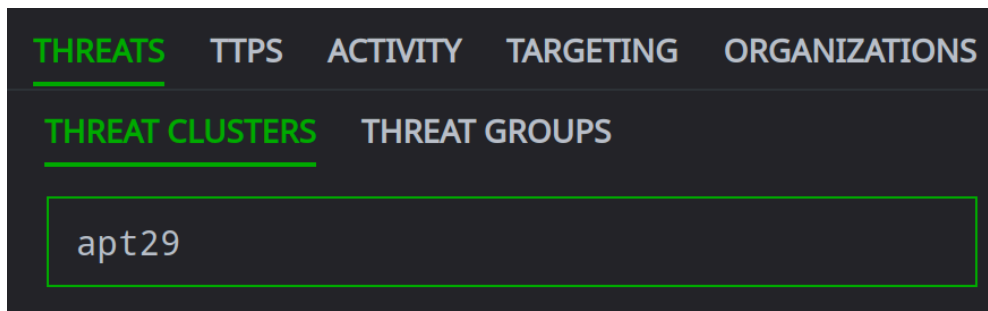 THREATS TTPS ACTIVITY TARGETING ORGANIZATIONS
THREAT CLUSTERS THREAT GROUPS
apt29